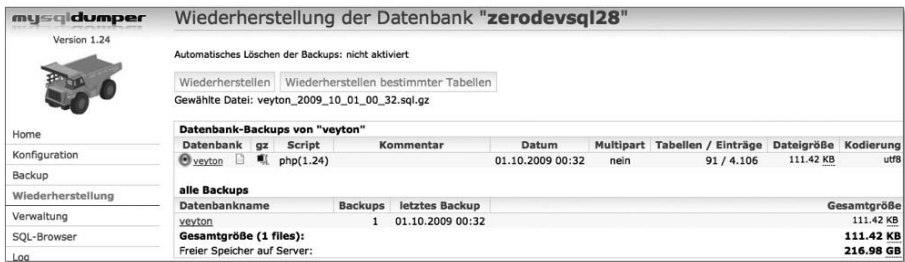 mysqldumper
Version 1.24
Home
Konfiguration
Backup
Wiederherstellung
Verwaltung
SQL-Browser
Log
Wiederherstellung der Datenbank "zerodevsql28"
Automatisches Löschen der Backups: nicht aktiviert
Wiederherstellen Wiederherstellen bestimmter Tabellen
Gewählte Datei: veyton_2009_10_01_00_32.sql.gz
Datenbank-Backups von "veyton"
Datenbank gz Script Kommentar Datum Multipart Tabellen / Einträge Dateigröße Kodierung
veyton php(1.24) 01.10.2009 00:32 nein 91 / 4.106 111.42 KB utf8
alle Backups
Datenbankname Backups letztes Backup Gesamtgröße
veyton 1 01.10.2009 00:32 111.42 KB
Gesamtgröße (1 files): 111.42 KB
Freier Speicher auf Server: 216.98 GB